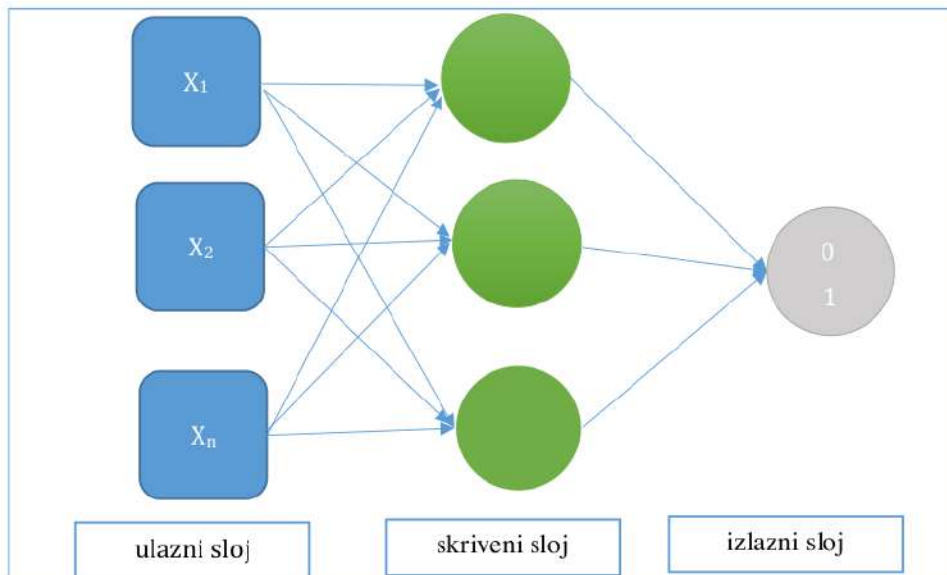 X₁
X₂
Xₙ
0
1
ulazni sloj
skriveni sloj
izlazni sloj